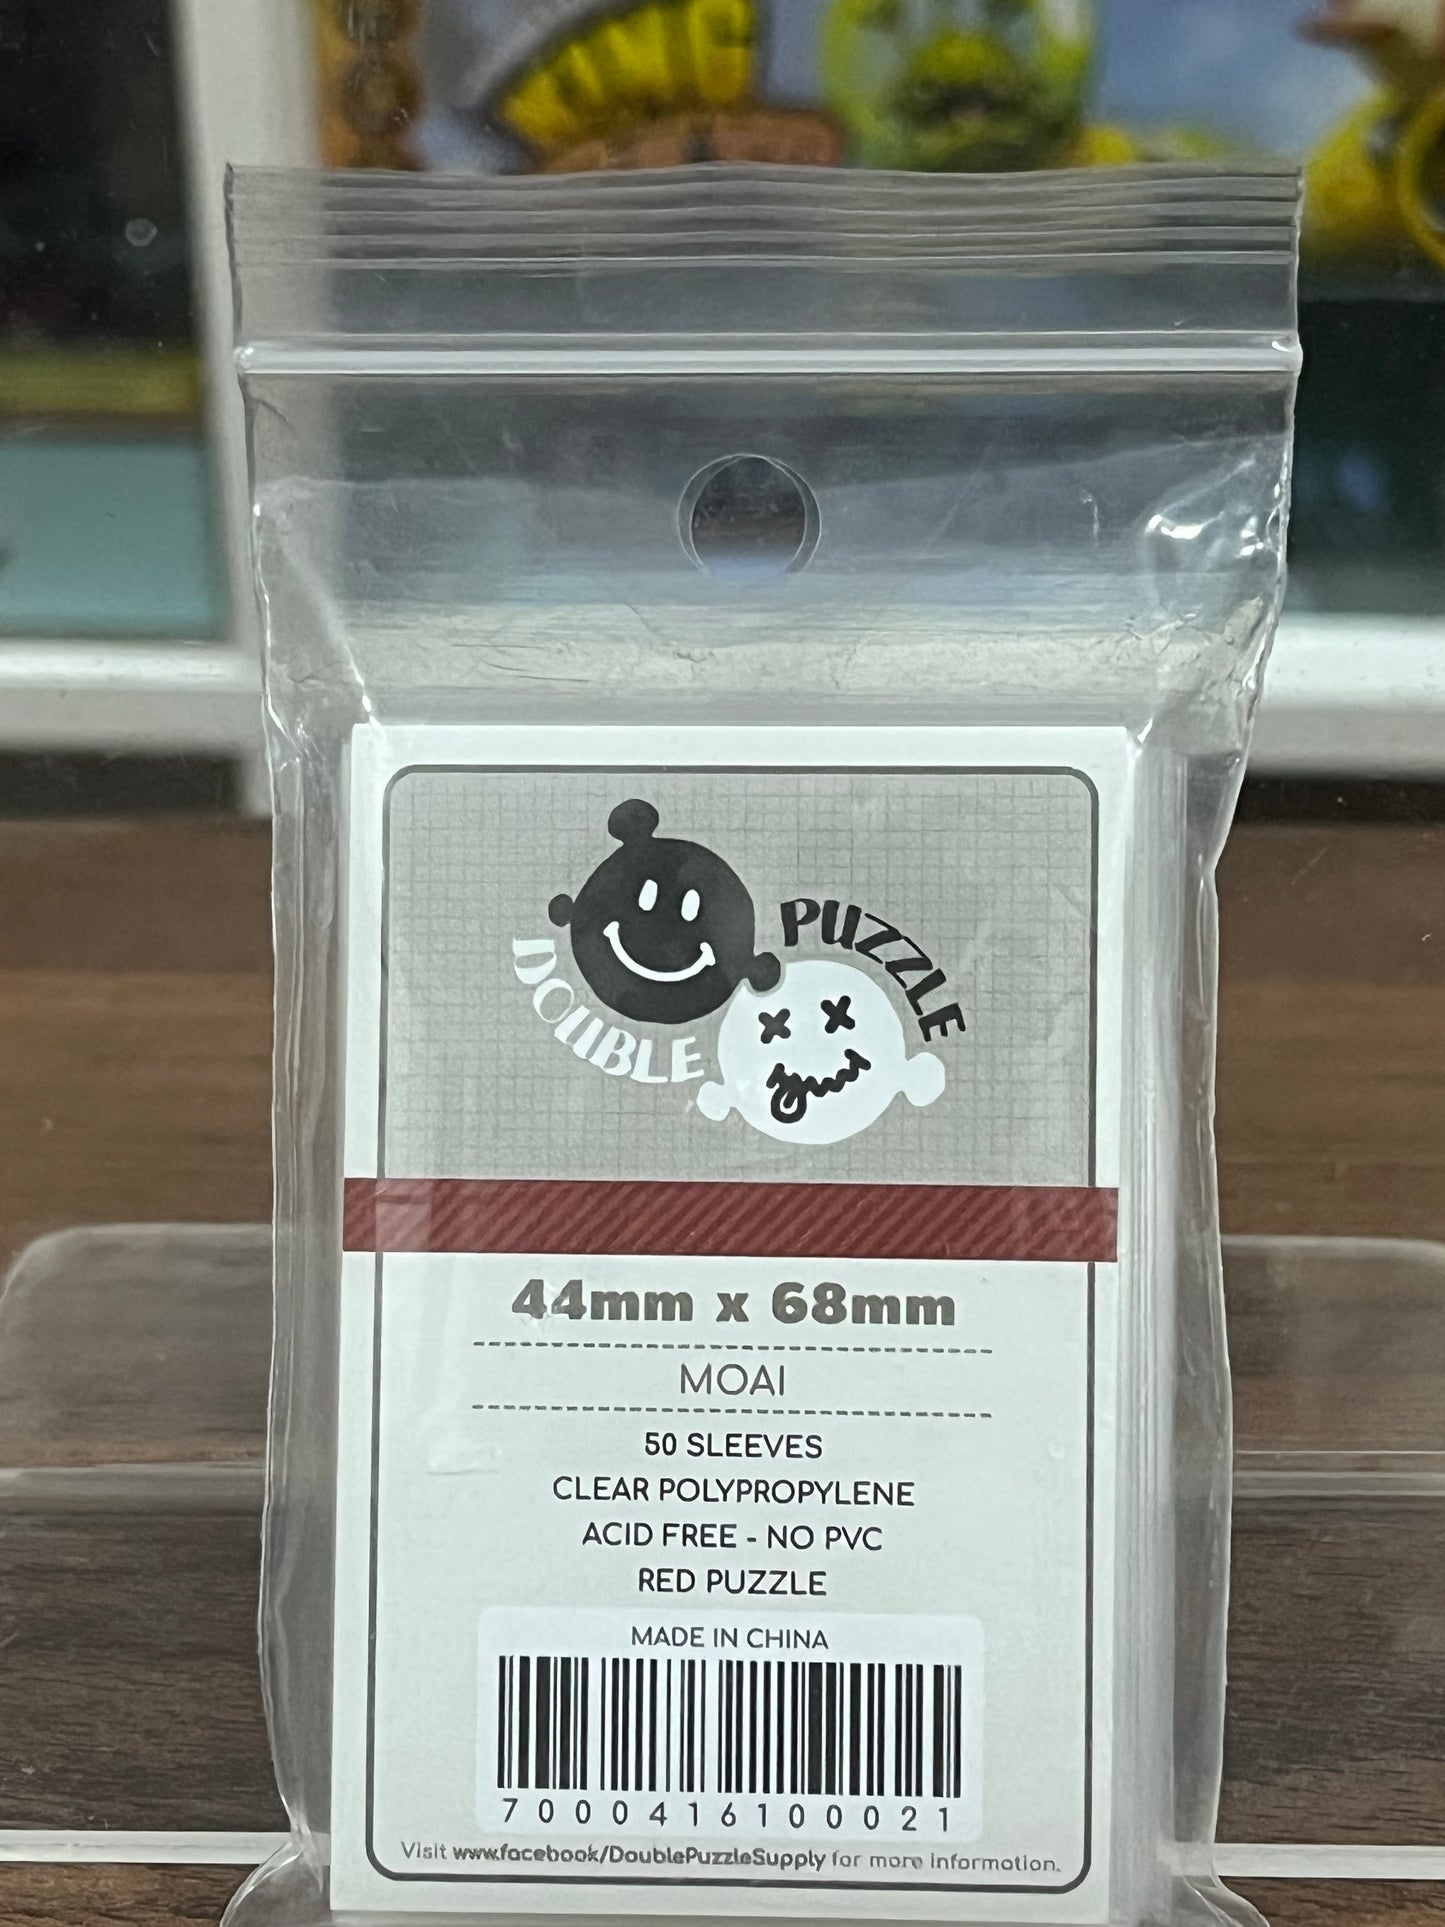 DOUBLE
PUZZLE
44mm x 68mm
MOAI
50 SLEEVES
CLEAR POLYPROPYLENE
ACID FREE - NO PVC
RED PUZZLE
MADE IN CHINA
7000416100021
Visit www.facebook/DoublePuzzleSupply for more information.